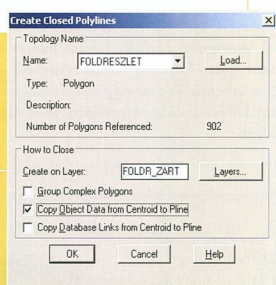 Create Closed Polylines
Topology Name
Name: FOLDRESZLET Load...
Type: Polygon
Description:
Number of Polygons Referenced: 902
How to Close
Create on Layer: FOLDR_ZART Layers...
Group Complex Polygons
Copy Object Data from Centroid to Pline
Copy Database Links from Centroid to Pline
OK Cancel Help